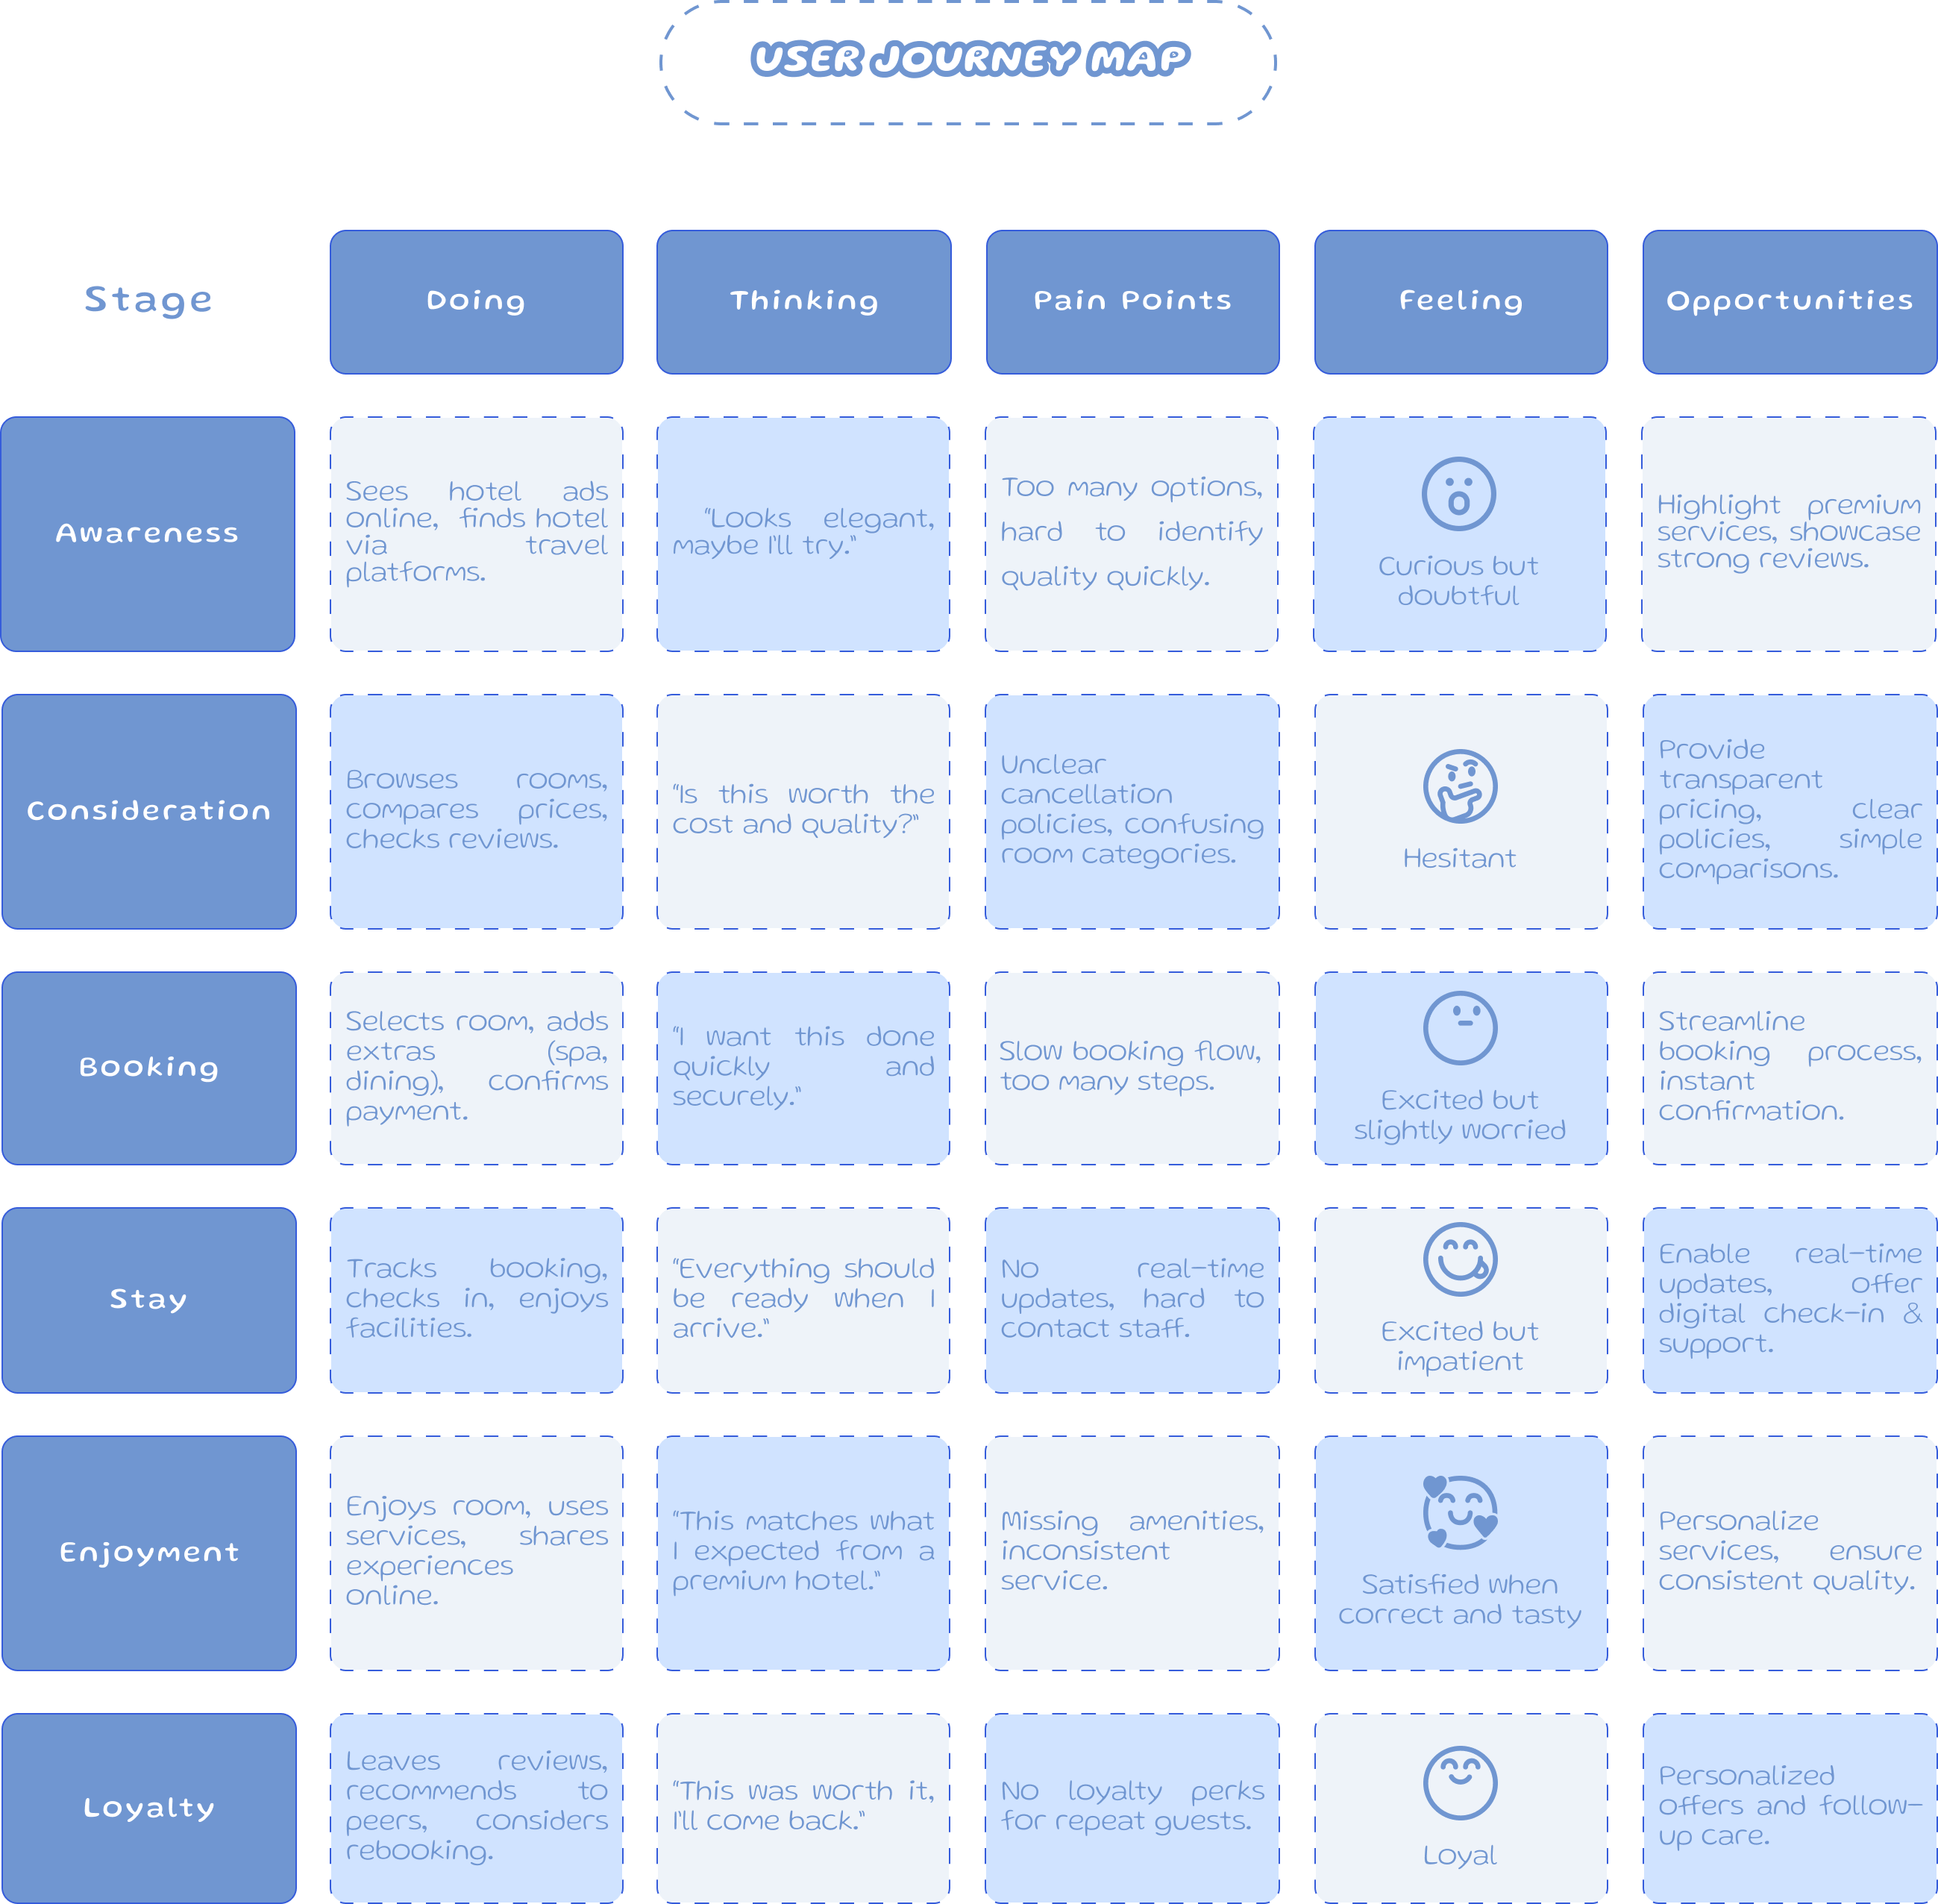 USER JOURNEY MAP
Stage
Doing
Thinking
Pain Points
Feeling
Opportunities
Awareness
Sees hotel ads
online, finds hotel
via travel
platforms.
"Looks elegant,
maybe I'll try."
Too many options,
hard to identify
quality quickly.
Curious but
doubtful
Highlight premium
services, showcase
strong reviews.
Consideration
Browses rooms,
compares prices,
checks reviews.
"Is this worth the
cost and quality?"
Unclear
cancellation
policies, confusing
room categories.
Hesitant
Provide
transparent
pricing, clear
policies, simple
comparisons.
Booking
Selects room, adds
extras (spa,
dining), confirms
payment.
"I want this done
quickly and
securely."
Slow booking flow,
too many steps.
Excited but
slightly worried
Streamline
booking process,
instant
confirmation.
Stay
Tracks booking,
checks in, enjoys
facilities.
"Everything should
be ready when I
arrive."
No real-time
updates, hard to
contact staff.
Excited but
impatient
Enable real-time
updates, offer
digital check-in &
support.
Enjoyment
Enjoys room, uses
services, shares
experiences
online.
"This matches what
I expected from a
premium hotel."
Missing amenities,
inconsistent
service.
Satisfied when
correct and tasty
Personalize
services, ensure
consistent quality.
Loyalty
Leaves reviews,
recommends to
peers, considers
rebooking.
"This was worth it,
I'll come back."
No loyalty perks
for repeat guests.
Loyal
Personalized
offers and follow-
up care.